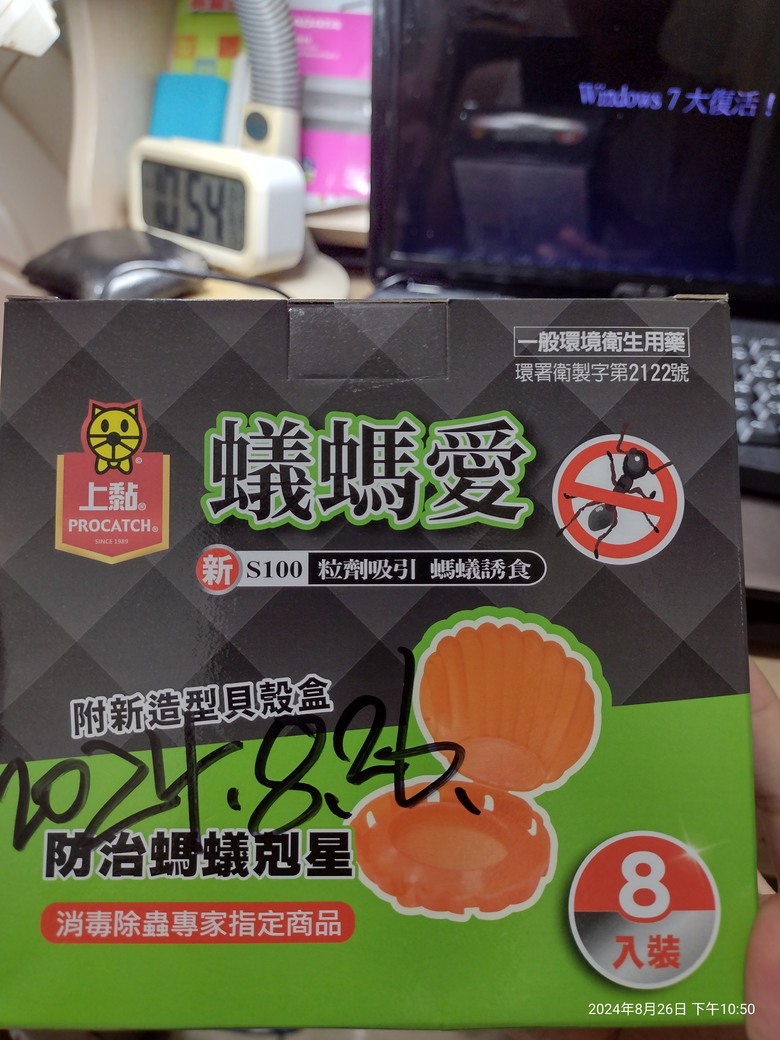 Windows 7 大復活！
10:54
一般環境衛生用藥
環署衛製字第2122號
上黏®
PROCATCH®
SINCE 1989
蟻螞愛
新 S100 粒劑吸引 螞蟻誘食
附新造型貝殼盒
2024.8.26.
防治螞蟻剋星
消毒除蟲專家指定商品
8
入裝
2024年8月26日 下午10:50